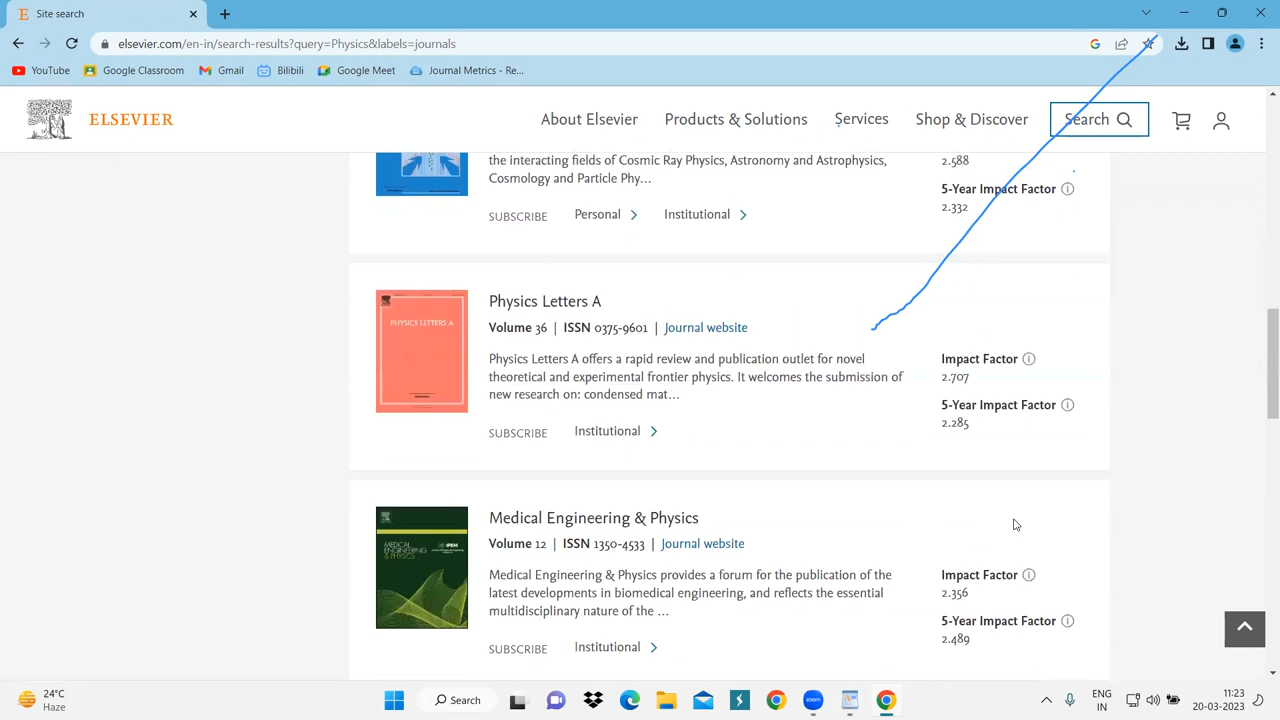 Site search
elsevier.com/en-in/search-results?query=Physics&labels=journals
YouTube Google Classroom Gmail Bilibili Google Meet Journal Metrics - Re...
ELSEVIER About Elsevier Products & Solutions Services Shop & Discover Search
the interacting fields of Cosmic Ray Physics, Astronomy and Astrophysics,
Cosmology and Particle Phy...
2.588
5-Year Impact Factor
2.332
SUBSCRIBE Personal Institutional
PHYSICS LETTERS A
Physics Letters A
Volume 36 | ISSN 0375-9601 | Journal website
Physics Letters A offers a rapid review and publication outlet for novel
theoretical and experimental frontier physics. It welcomes the submission of
new research on: condensed mat...
Impact Factor
2.707
5-Year Impact Factor
2.285
SUBSCRIBE Institutional
MEDICAL
ENGINEERING
& PHYSICS
Medical Engineering & Physics
Volume 12 | ISSN 1350-4533 | Journal website
Medical Engineering & Physics provides a forum for the publication of the
latest developments in biomedical engineering, and reflects the essential
multidisciplinary nature of the ...
Impact Factor
2.356
5-Year Impact Factor
2.489
SUBSCRIBE Institutional
24°C
Haze
Search
zoom
ENG
IN
11:23
20-03-2023